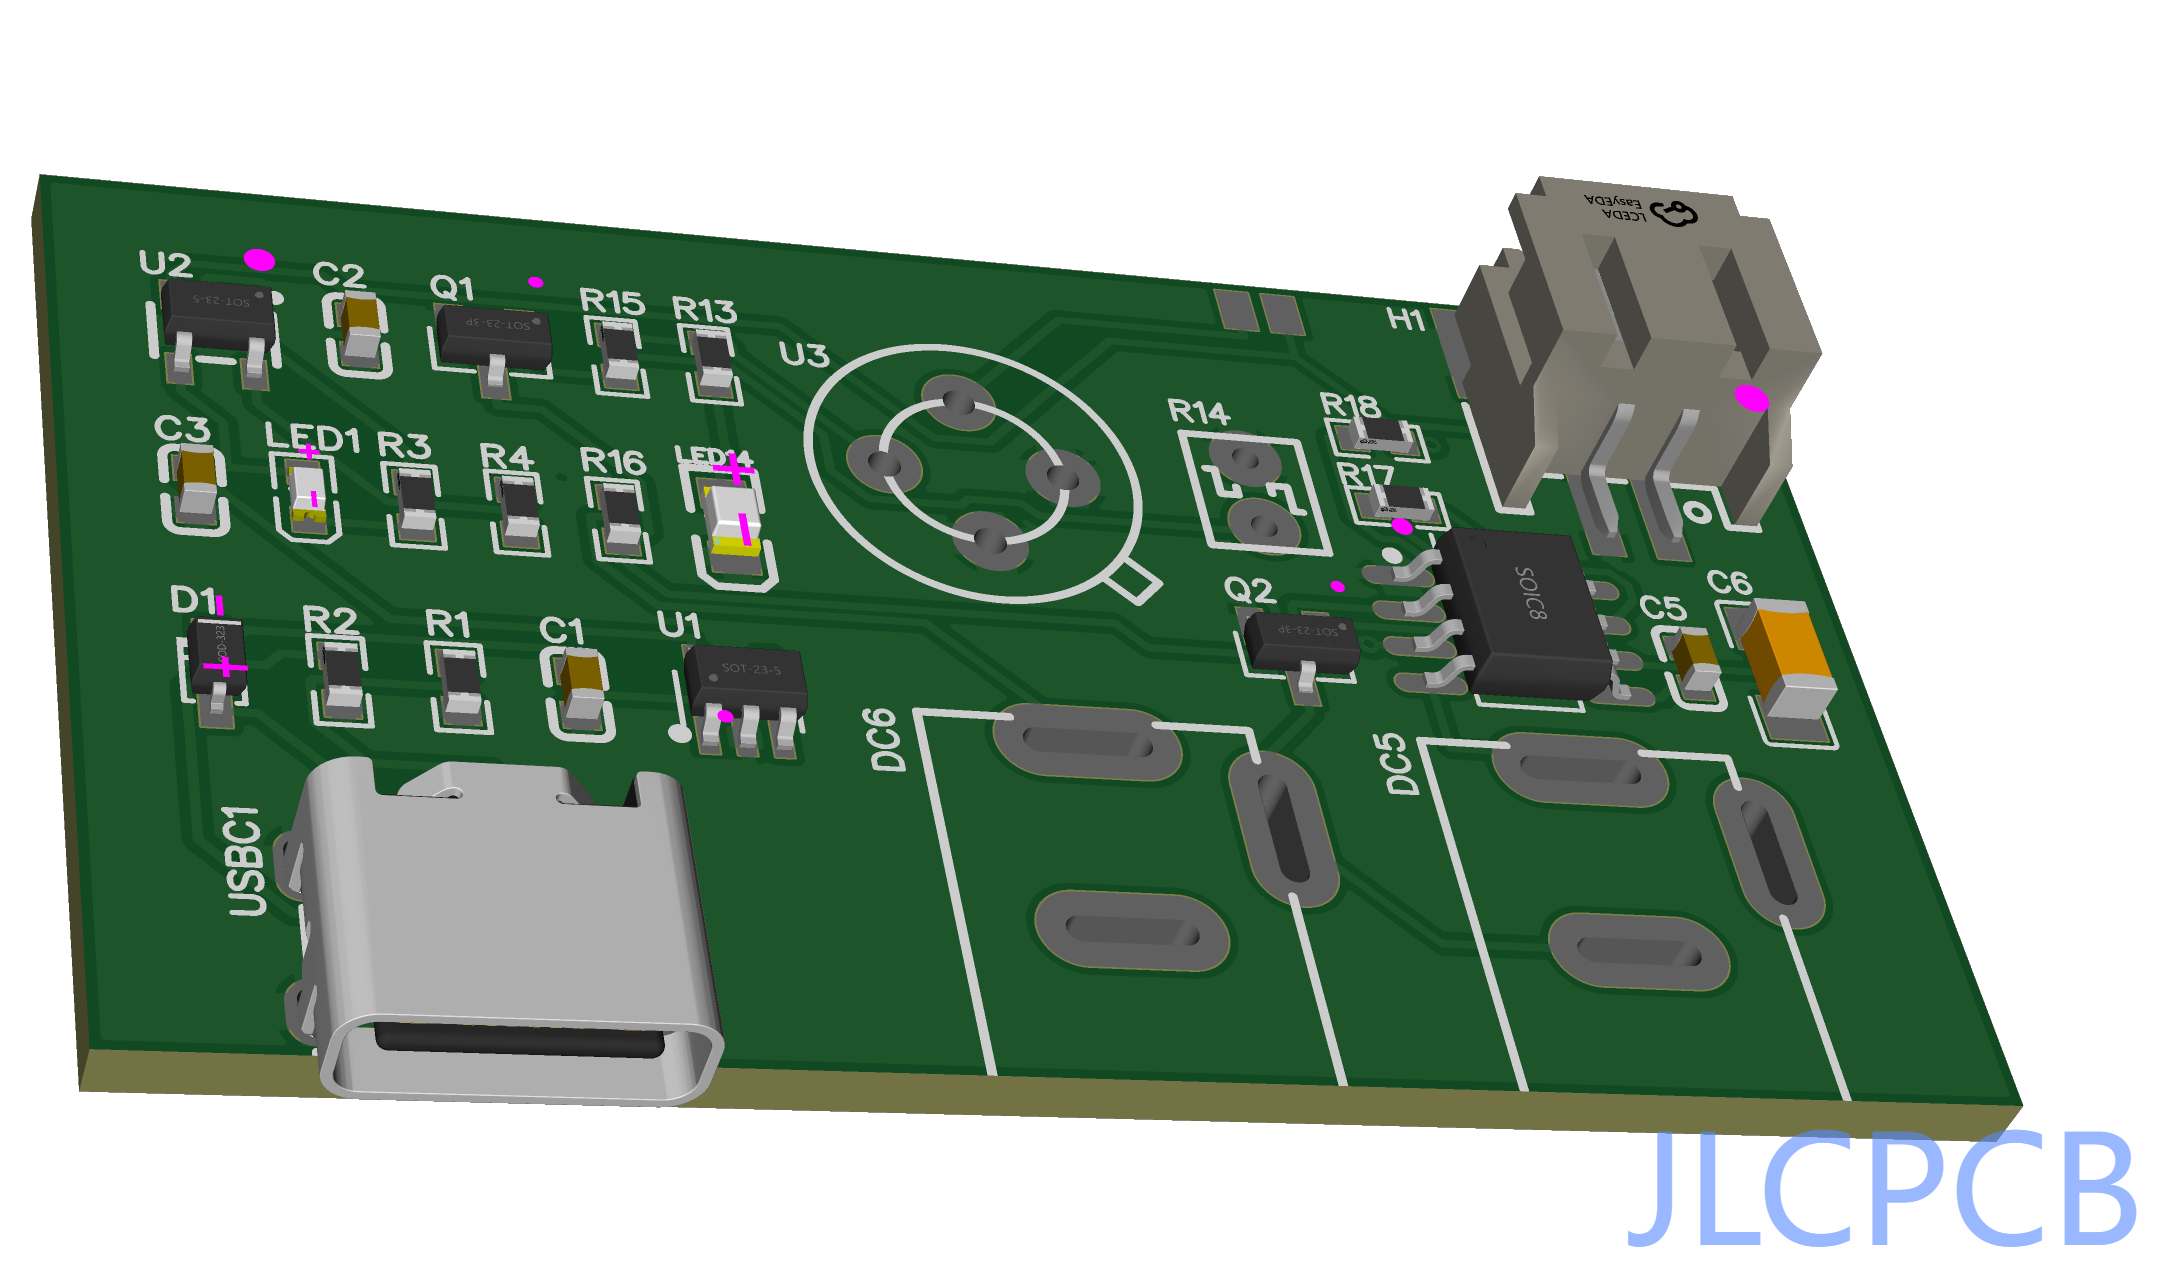 LCEDA
EasyEDA
U2
C2
Q1
R15
R13
U3
H1
SOT-23-5
SOT-23-3P
C3
LED1
R3
R4
R16
LED14
R14
R18
R17
SOIC8
D1
SOD-323
R2
R1
C1
U1
SOT-23-5
Q2
SOT-23-3P
C5
C6
USBC1
DC6
DC5
JLCPCB